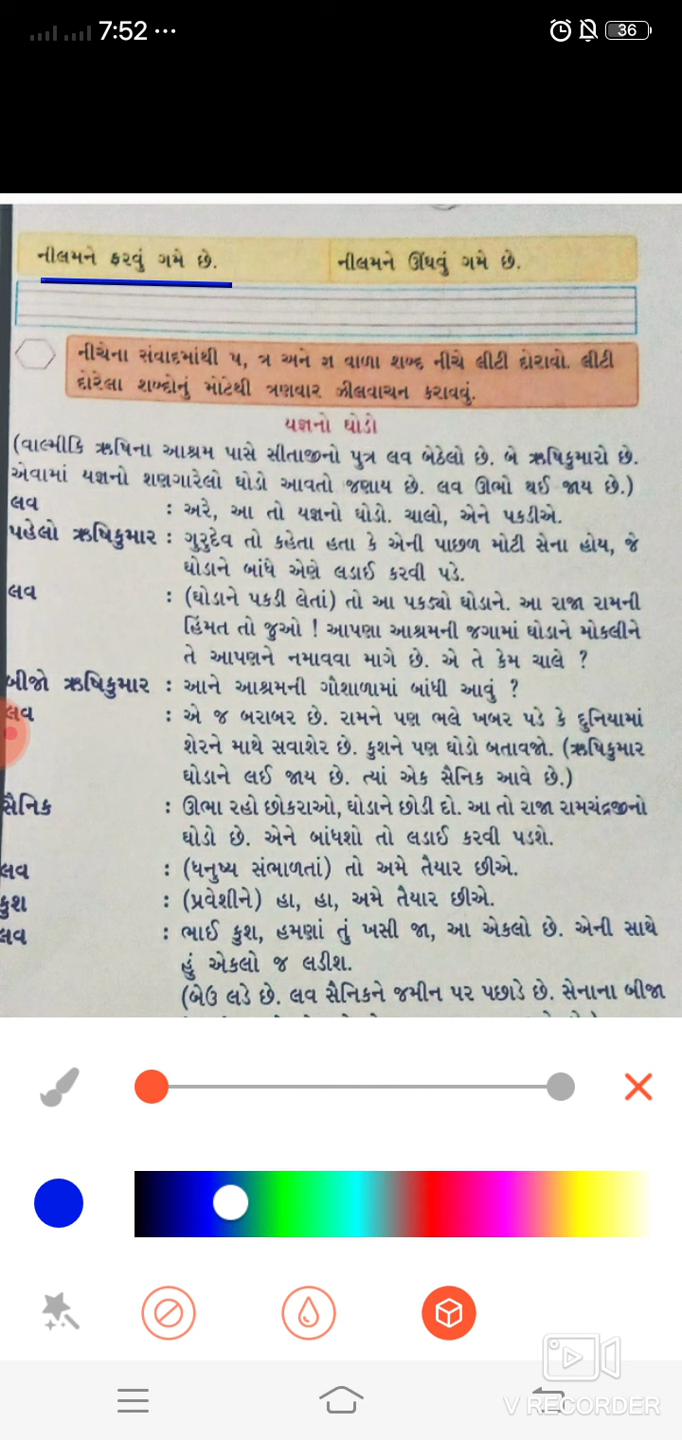 7:52 ...
36
નીલમને ફરવું ગમે છે.
નીલમને ઊંઘવું ગમે છે.
નીચેના સંવાદમાંથી ૫, ત્ર અને જ્ઞ વાળા શબ્દ નીચે લીટી દોરાવો. લીટી
દોરેલા શબ્દોનું મોટેથી ત્રણવાર ઝીલવાચન કરાવવું.
યજ્ઞનો ઘોડો
(વાલ્મીકિ ઋષિના આશ્રમ પાસે સીતાજીનો પુત્ર લવ બેઠેલો છે. બે ઋષિકુમારો છે.
એવામાં યજ્ઞનો શણગારેલો ઘોડો આવતો જણાય છે. લવ ઊભો થઈ જાય છે.)
લવ : અરે, આ તો યજ્ઞનો ઘોડો. ચાલો, એને પકડીએ.
પહેલો ઋષિકુમાર : ગુરુદેવ તો કહેતા હતા કે એની પાછળ મોટી સેના હોય, જે
ઘોડાને બાંધે એણે લડાઈ કરવી પડે.
લવ : (ઘોડાને પકડી લેતાં) તો આ પકડ્યો ઘોડાને. આ રાજા રામની
હિંમત તો જુઓ ! આપણા આશ્રમની જગામાં ઘોડાને મોકલીને
તે આપણને નમાવવા માગે છે. એ તે કેમ ચાલે ?
બીજો ઋષિકુમાર : આને આશ્રમની ગૌશાળામાં બાંધી આવું ?
લવ : એ જ બરાબર છે. રામને પણ ભલે ખબર પડે કે દુનિયામાં
શેરને માથે સવાશેર છે. કુશને પણ ઘોડો બતાવજો. (ઋષિકુમાર
ઘોડાને લઈ જાય છે. ત્યાં એક સૈનિક આવે છે.)
સૈનિક : ઊભા રહો છોકરાઓ, ઘોડાને છોડી દો. આ તો રાજા રામચંદ્રજીનો
ઘોડો છે. એને બાંધશો તો લડાઈ કરવી પડશે.
લવ : (ધનુષ્ય સંભાળતાં) તો અમે તૈયાર છીએ.
કુશ : (પ્રવેશીને) હા, હા, અમે તૈયાર છીએ.
લવ : ભાઈ કુશ, હમણાં તું ખસી જા, આ એકલો છે. એની સાથે
હું એકલો જ લડીશ.
(બેઉ લડે છે. લવ સૈનિકને જમીન પર પછાડે છે. સેનાના બીજા
V RECORDER